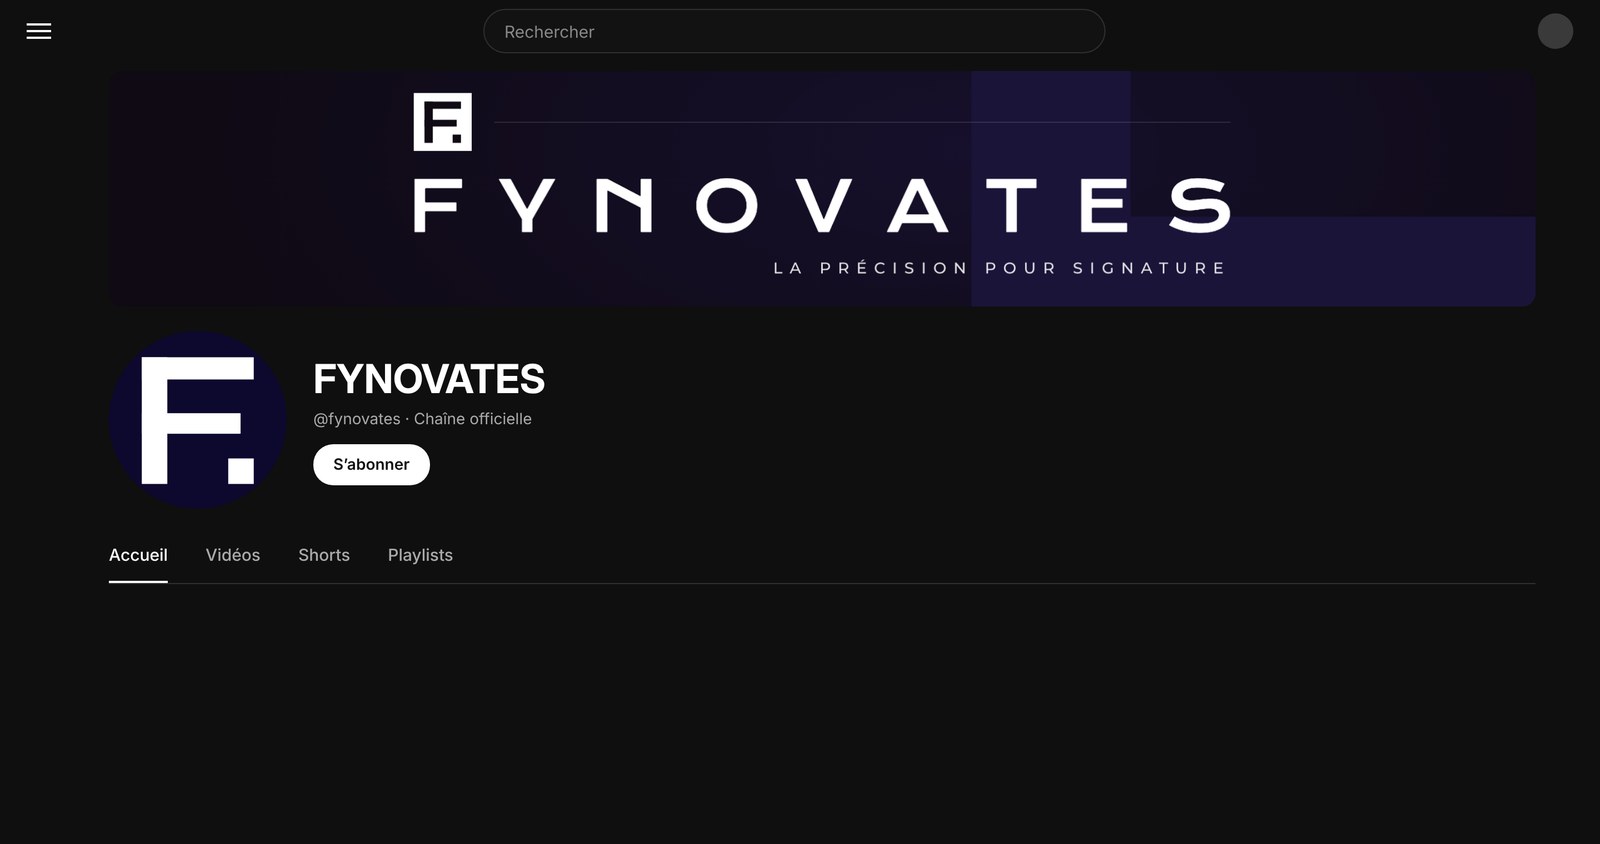 Rechercher
F.
FYNOVATES
LA PRÉCISION POUR SIGNATURE
F.
FYNOVATES
@fynovates · Chaîne officielle
S’abonner
Accueil Vidéos Shorts Playlists